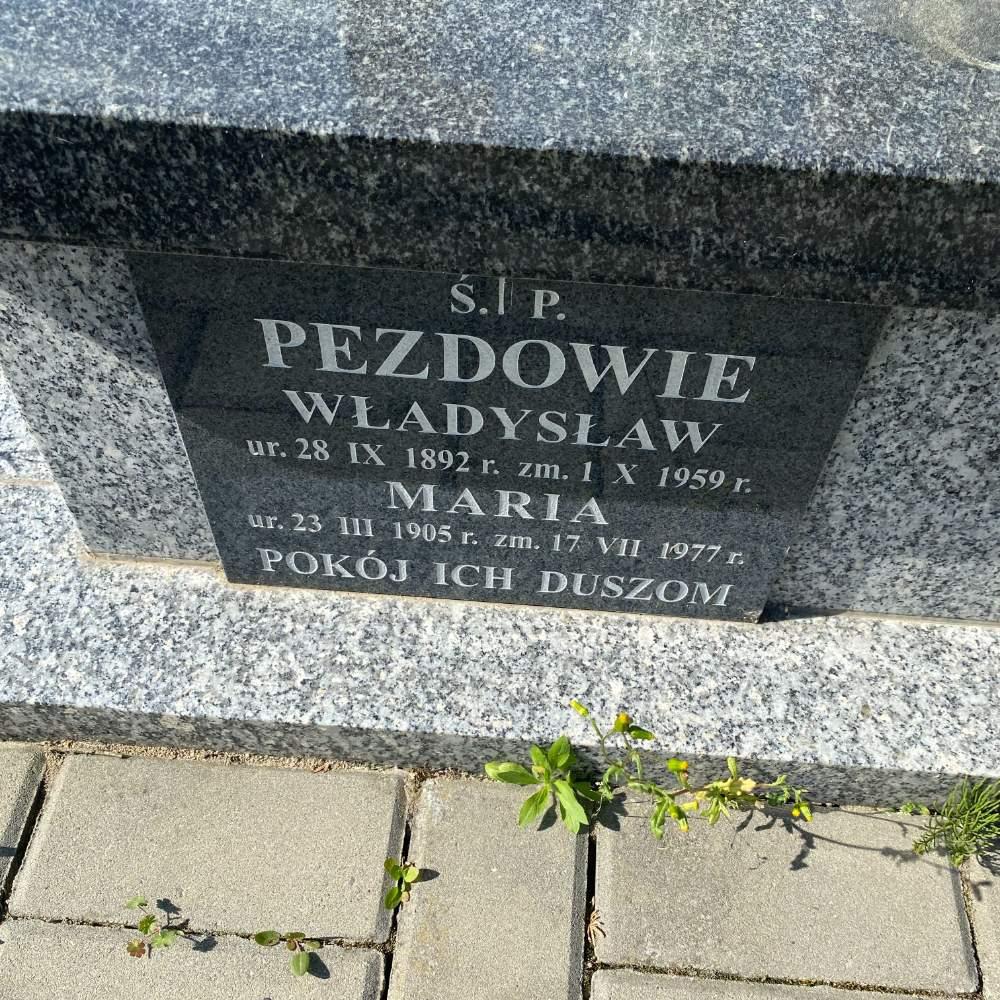 Ś. P.
PEZDOWIE
WŁADYSŁAW
ur. 28 IX 1892 r. zm. 1 X 1959 r.
MARIA
ur. 23 III 1905 r. zm. 17 VII 1977 r.
POKÓJ ICH DUSZOM